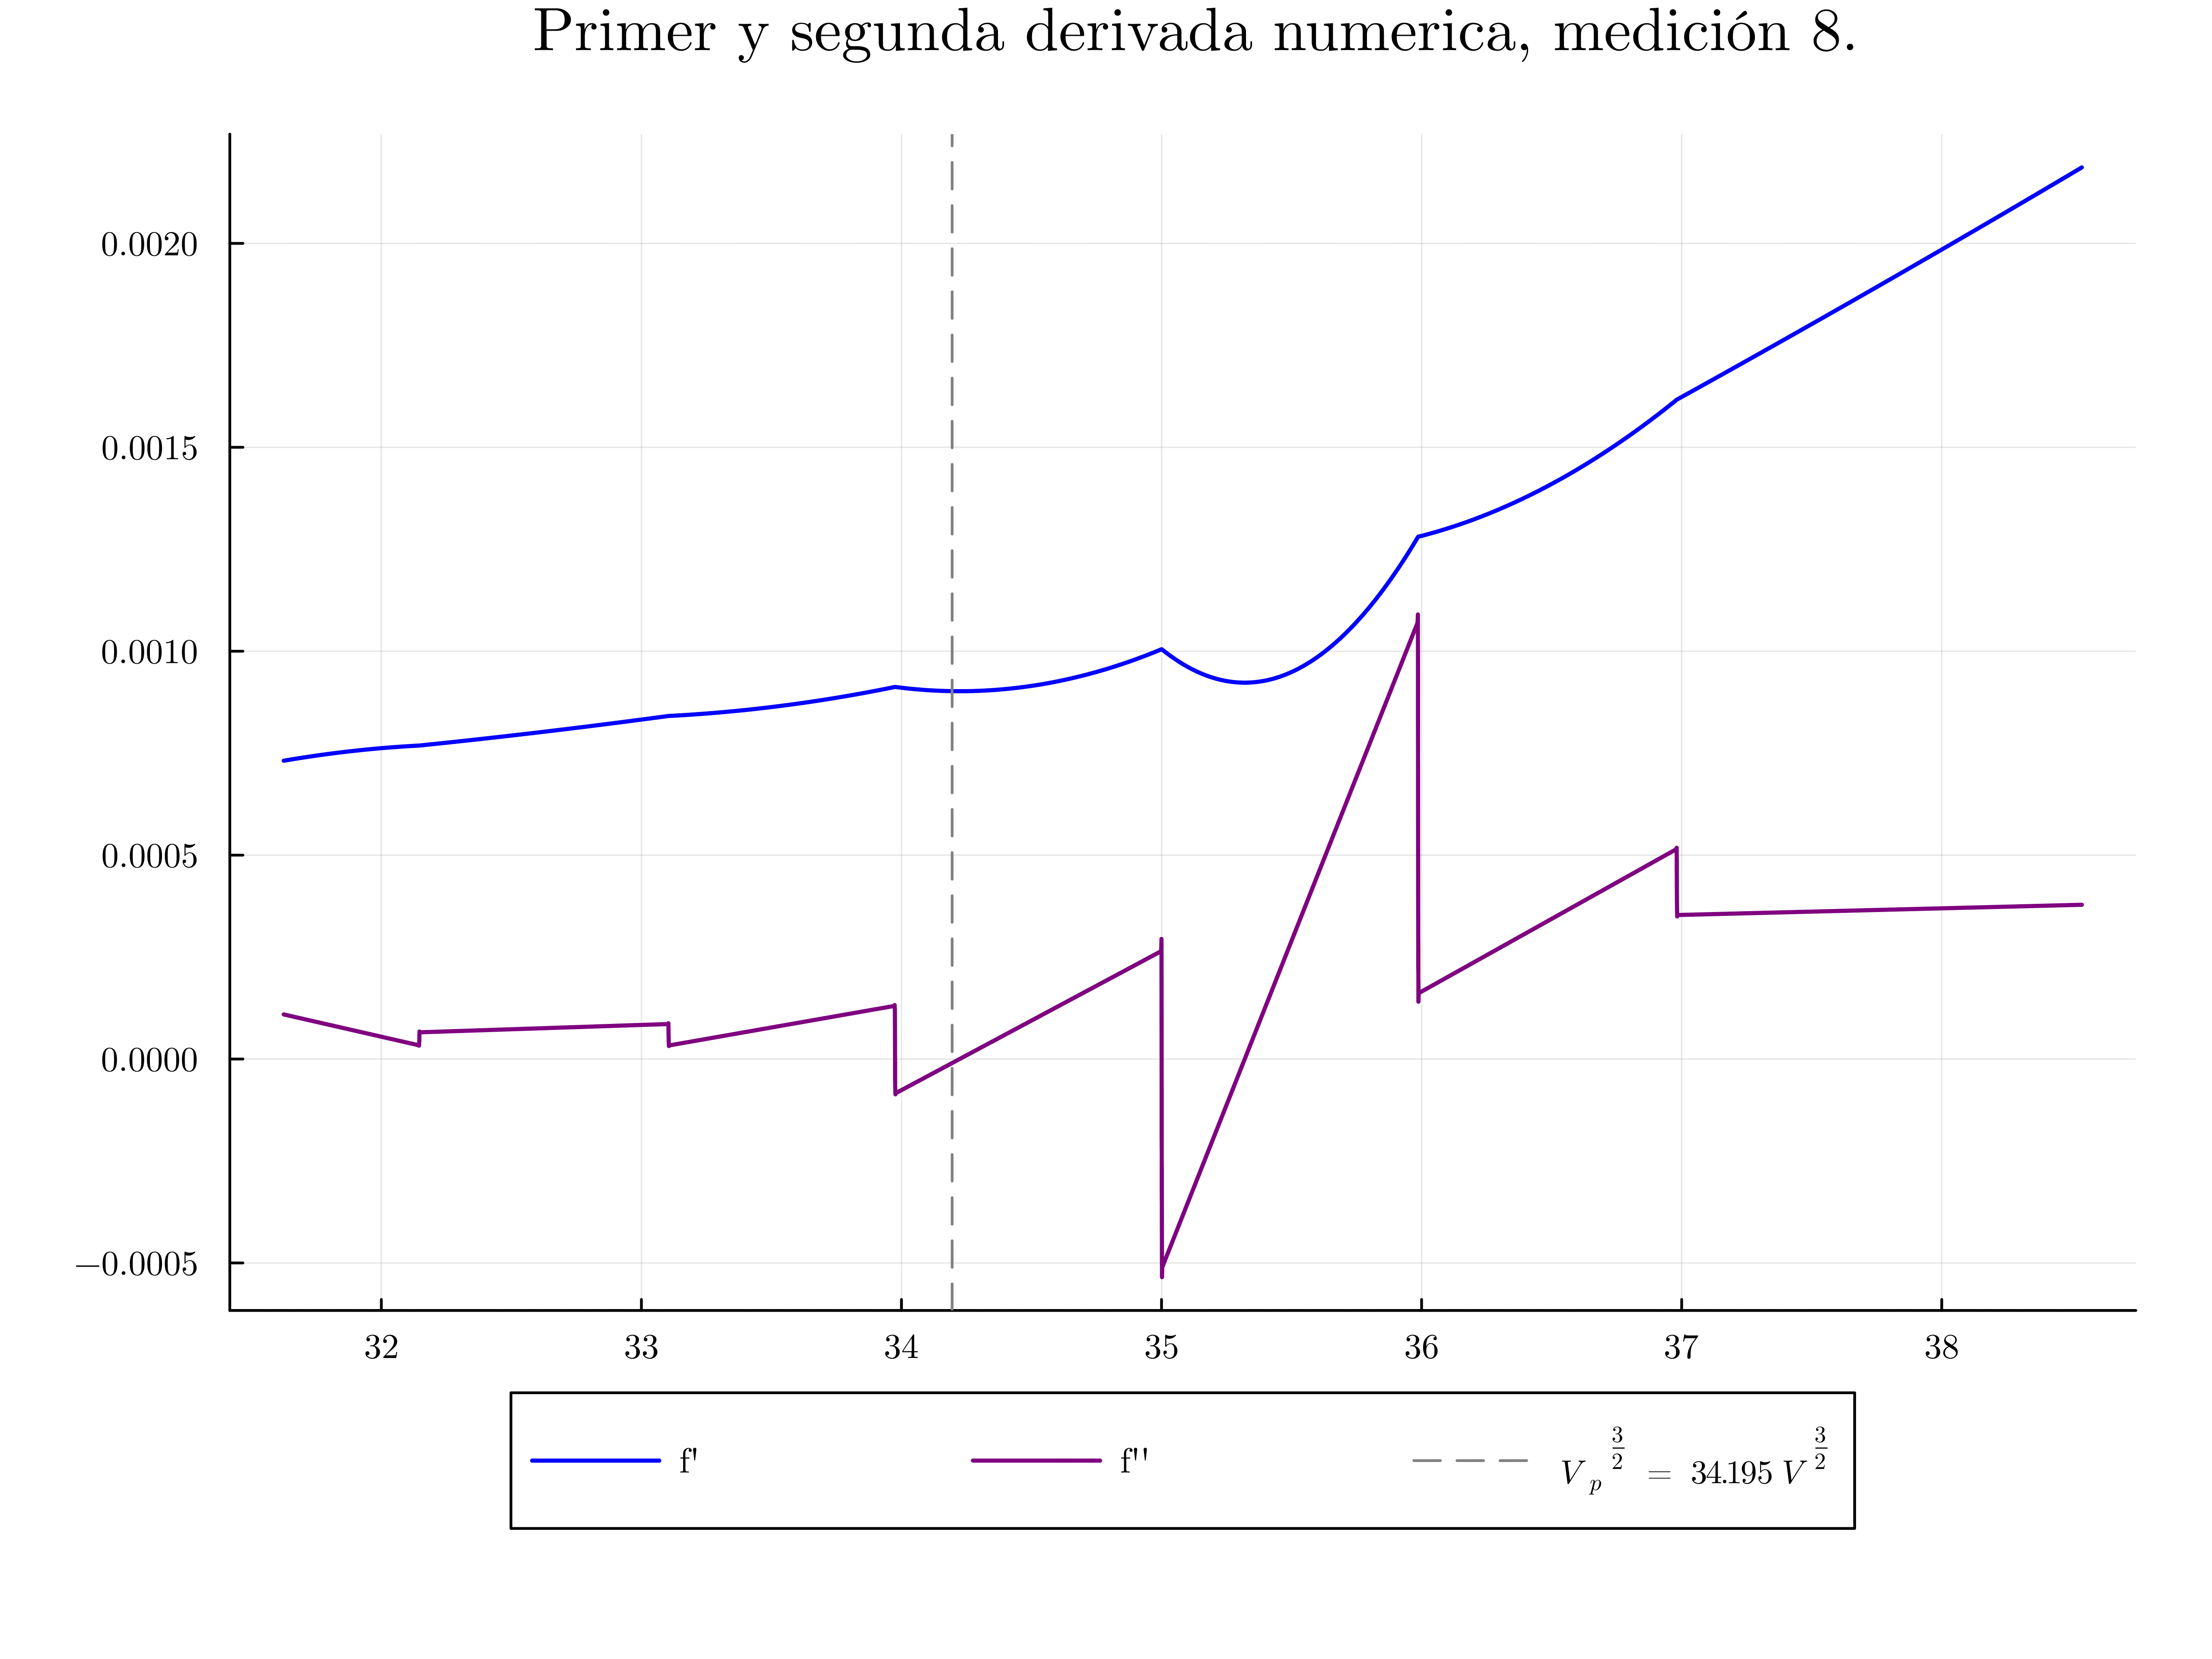 Primer y segunda derivada numerica, medición 8.
0.0020
0.0015
0.0010
0.0005
0.0000
−0.0005
32 33 34 35 36 37 38
f' f'' V_p^{3/2} = 34.195 V^{3/2}